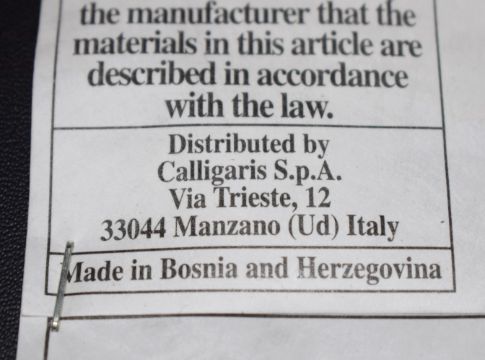 the manufacturer that the
materials in this article are
described in accordance
with the law.
Distributed by
Calligaris S.p.A.
Via Trieste, 12
33044 Manzano (Ud) Italy
Made in Bosnia and Herzegovina